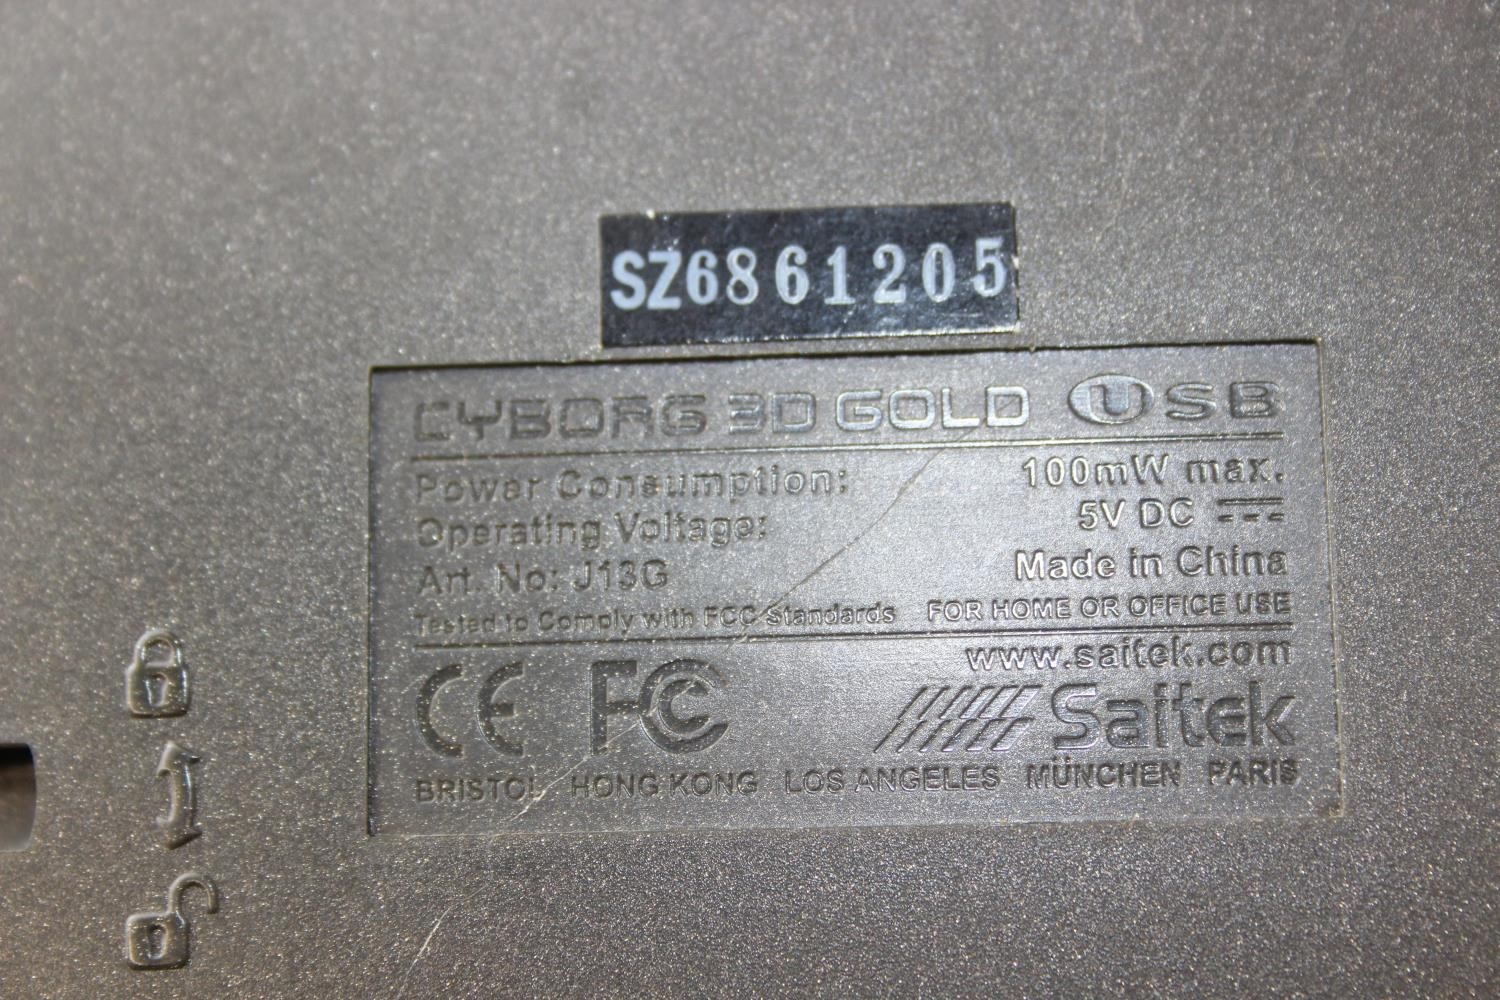 SZ6861205
CYBORG 3D GOLD USB
Power Consumption: 100mW max.
Operating Voltage: 5V DC
Art. No: J13G Made in China
Tested to Comply with FCC Standards FOR HOME OR OFFICE USE
www.saitek.com
CE FC Saitek
BRISTOL HONG KONG LOS ANGELES MÜNCHEN PARIS